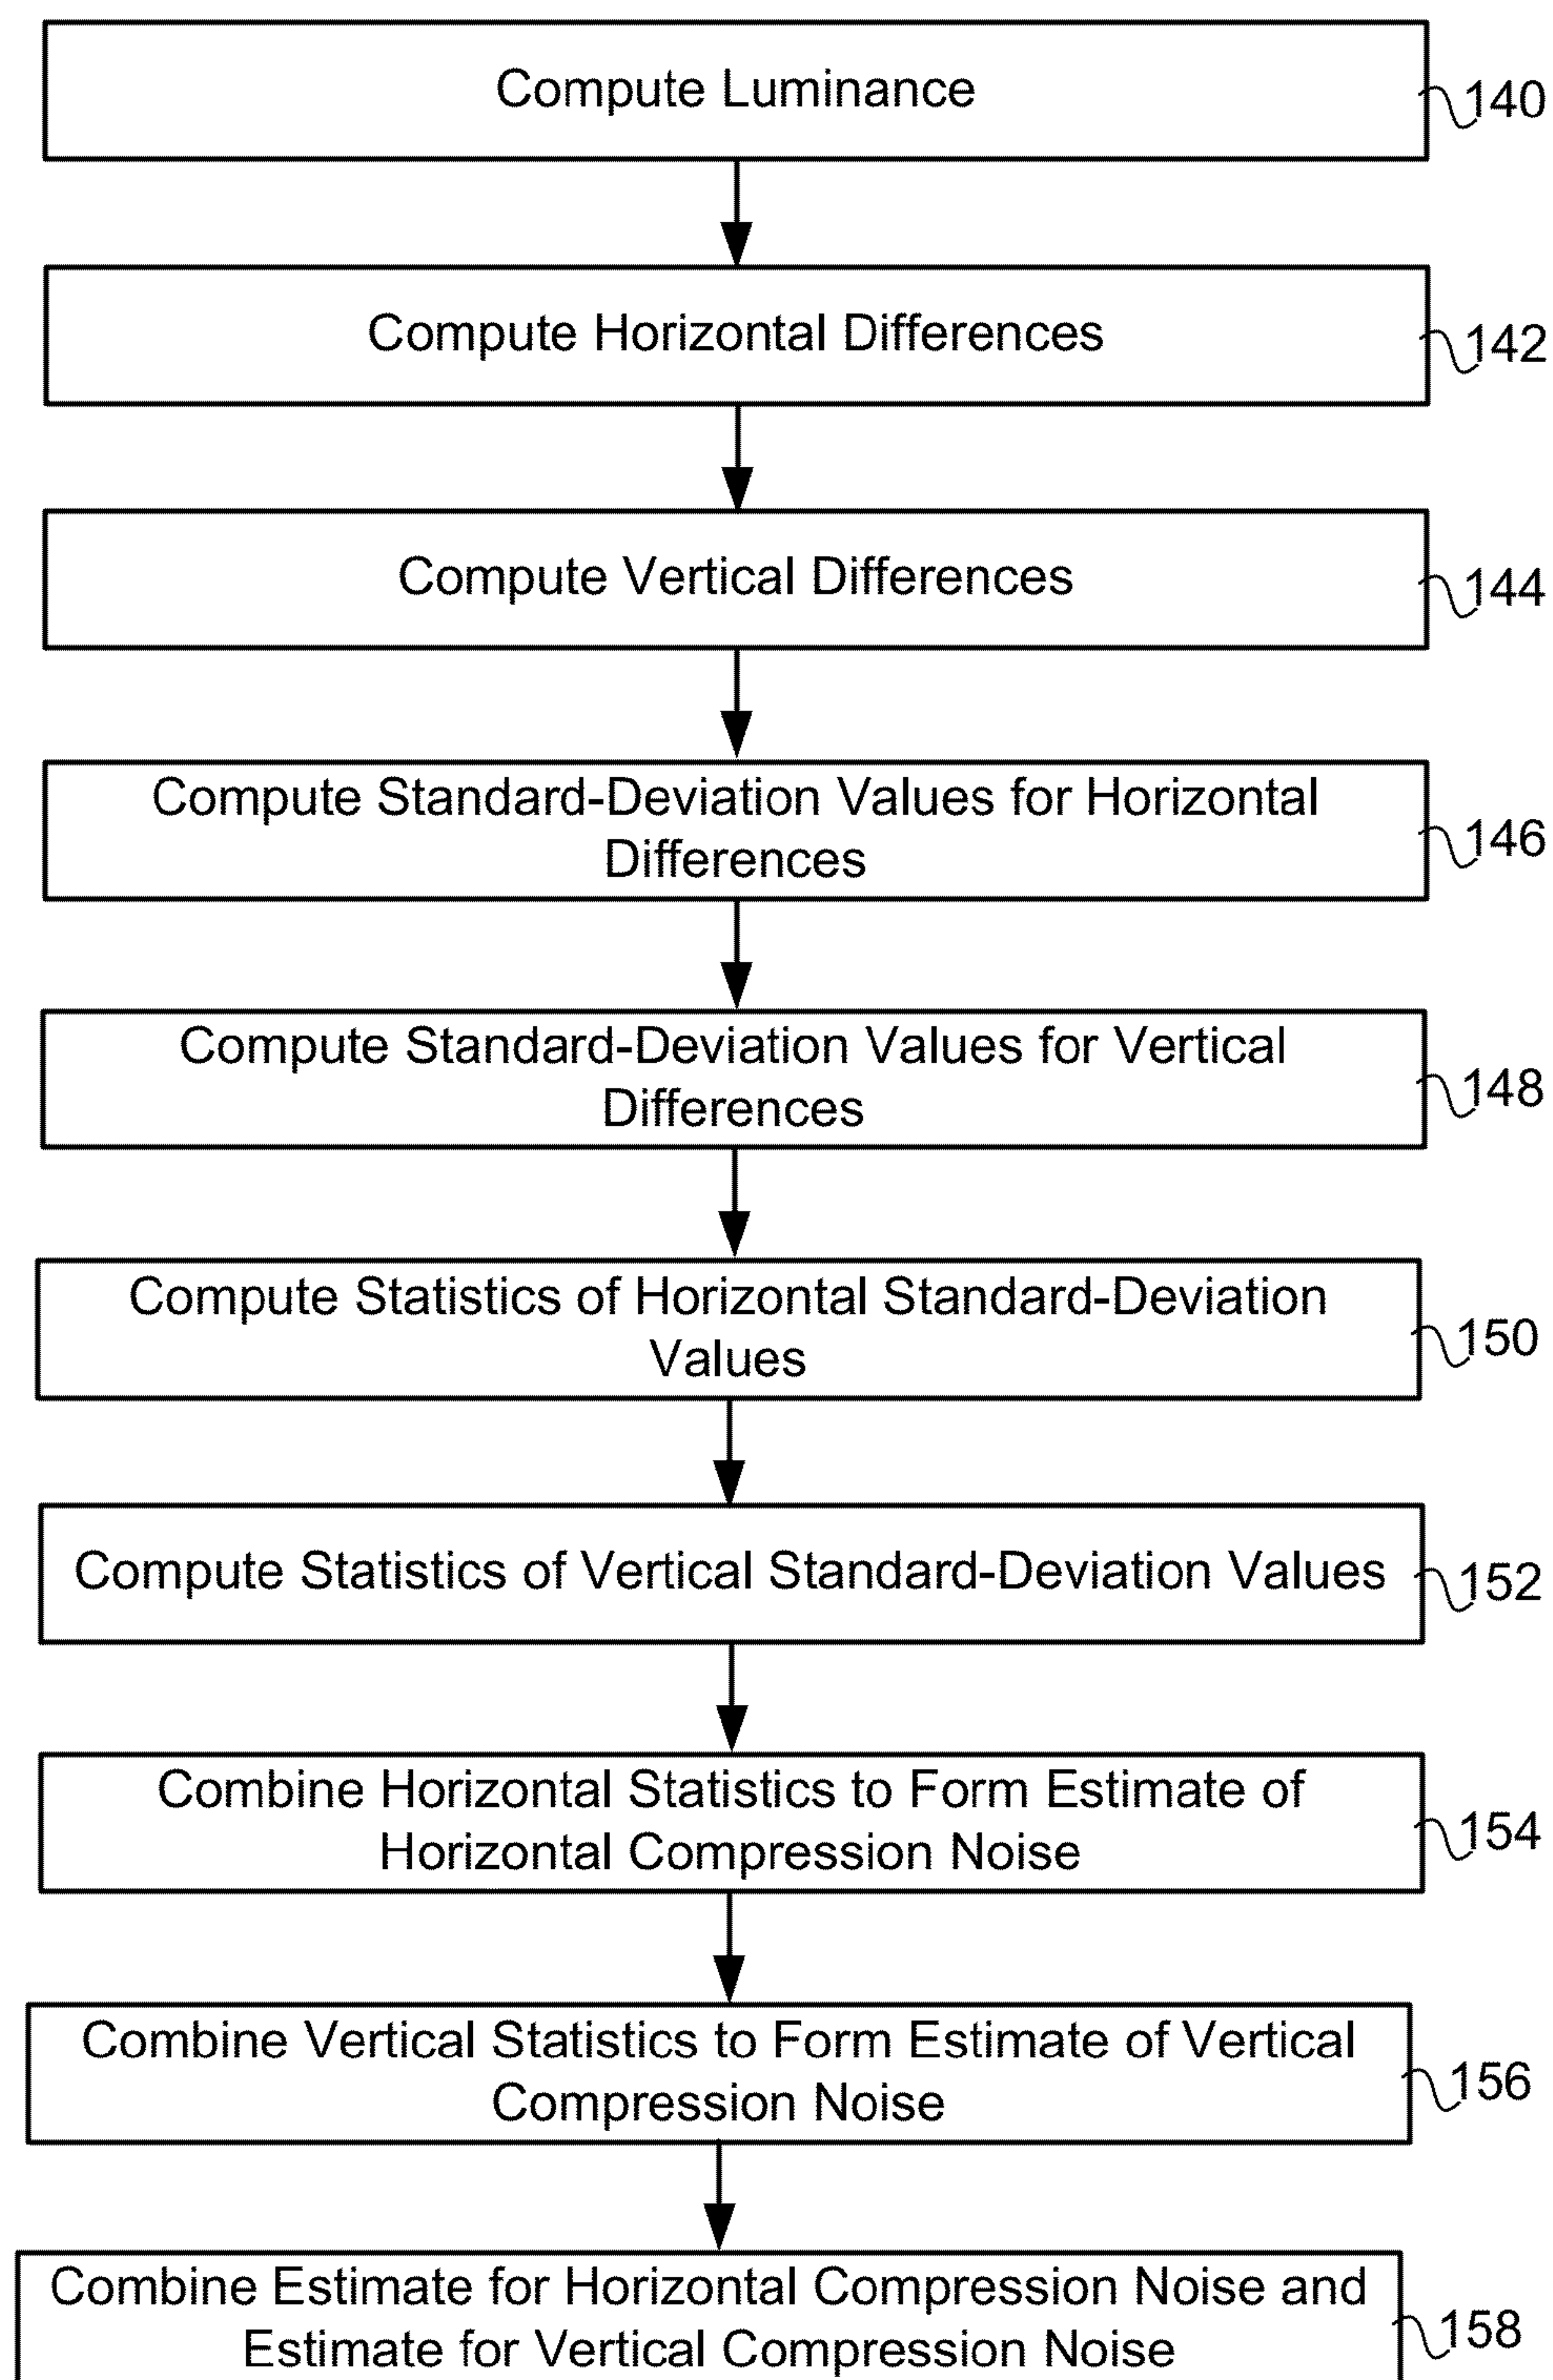 Compute Luminance
140
Compute Horizontal Differences
142
Compute Vertical Differences
144
Compute Standard-Deviation Values for Horizontal
Differences
146
Compute Standard-Deviation Values for Vertical
Differences
148
Compute Statistics of Horizontal Standard-Deviation
Values
150
Compute Statistics of Vertical Standard-Deviation Values
152
Combine Horizontal Statistics to Form Estimate of
Horizontal Compression Noise
154
Combine Vertical Statistics to Form Estimate of Vertical
Compression Noise
156
Combine Estimate for Horizontal Compression Noise and
Estimate for Vertical Compression Noise
158